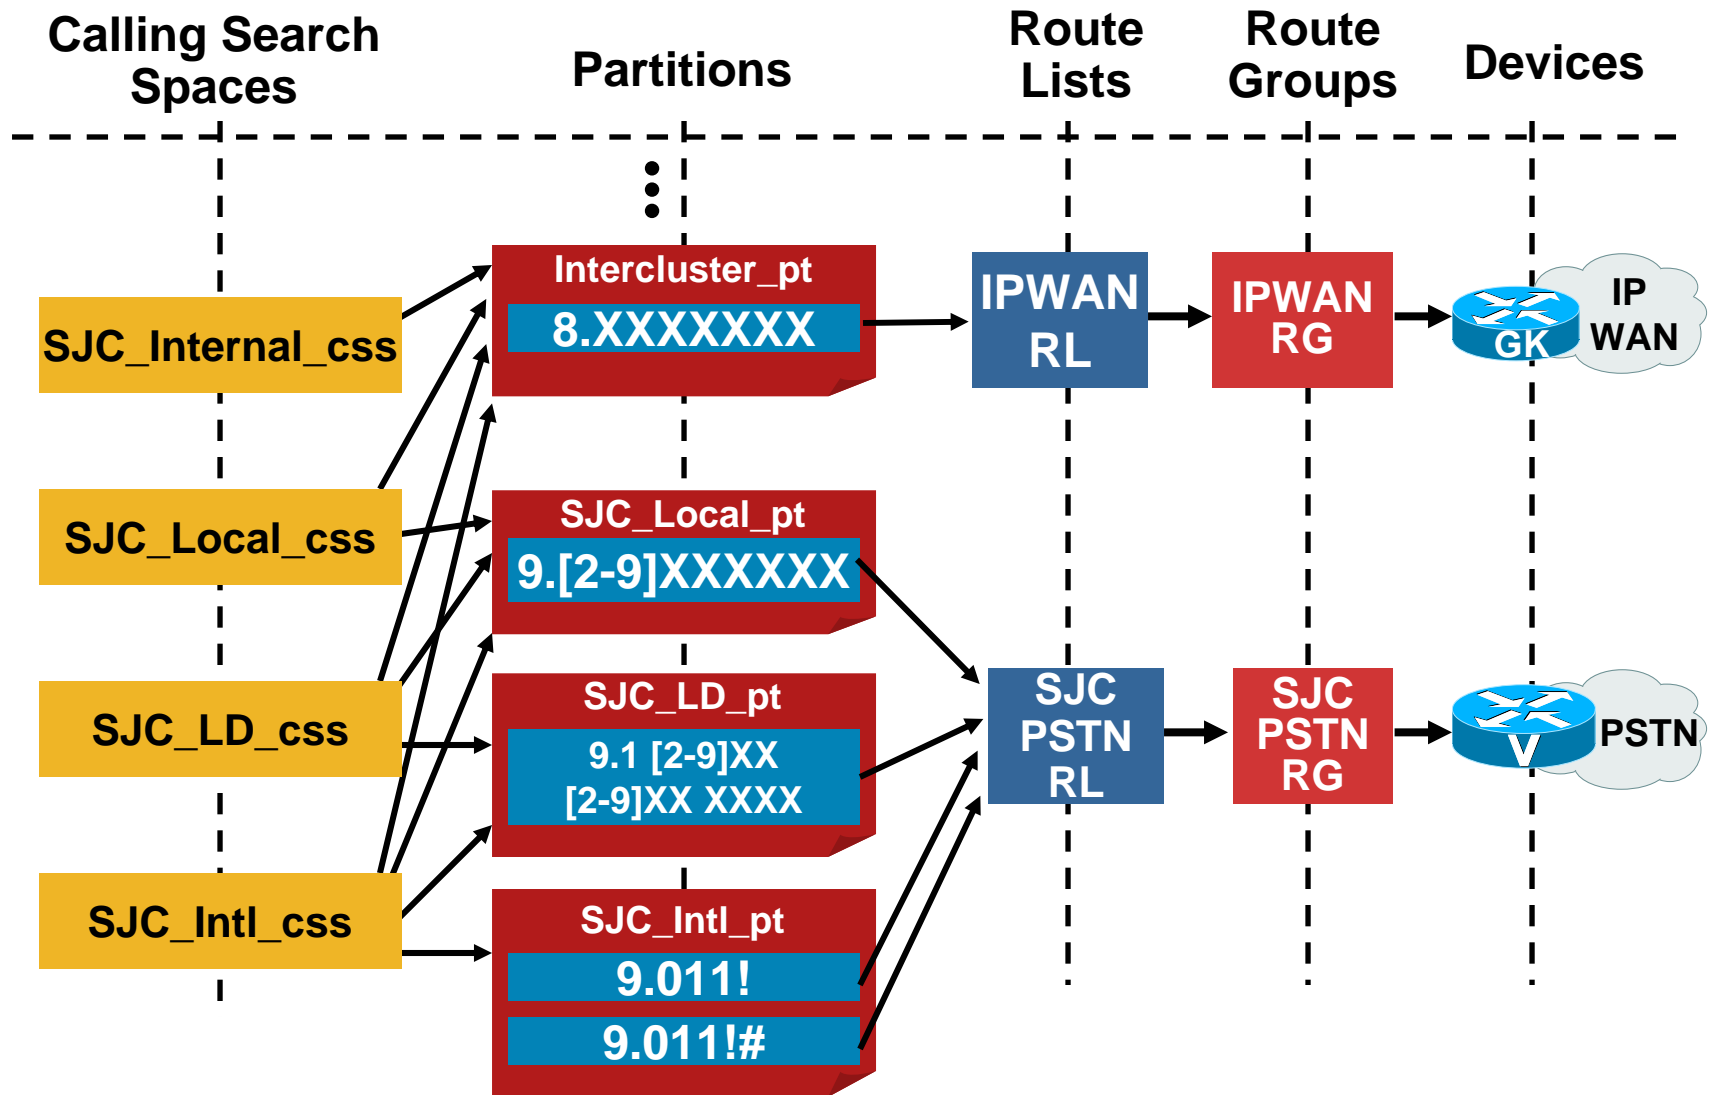 Calling Search
Spaces
Partitions
Route
Lists
Route
Groups
Devices
Intercluster_pt
8.XXXXXXX
IPWAN
RL
IPWAN
RG
GK
IP
WAN
SJC_Internal_css
SJC_Local_css
SJC_Local_pt
9.[2-9]XXXXXX
SJC_LD_css
SJC_LD_pt
9.1 [2-9]XX
[2-9]XX XXXX
SJC
PSTN
RL
SJC
PSTN
RG
V
PSTN
SJC_Intl_css
SJC_Intl_pt
9.011!
9.011!#